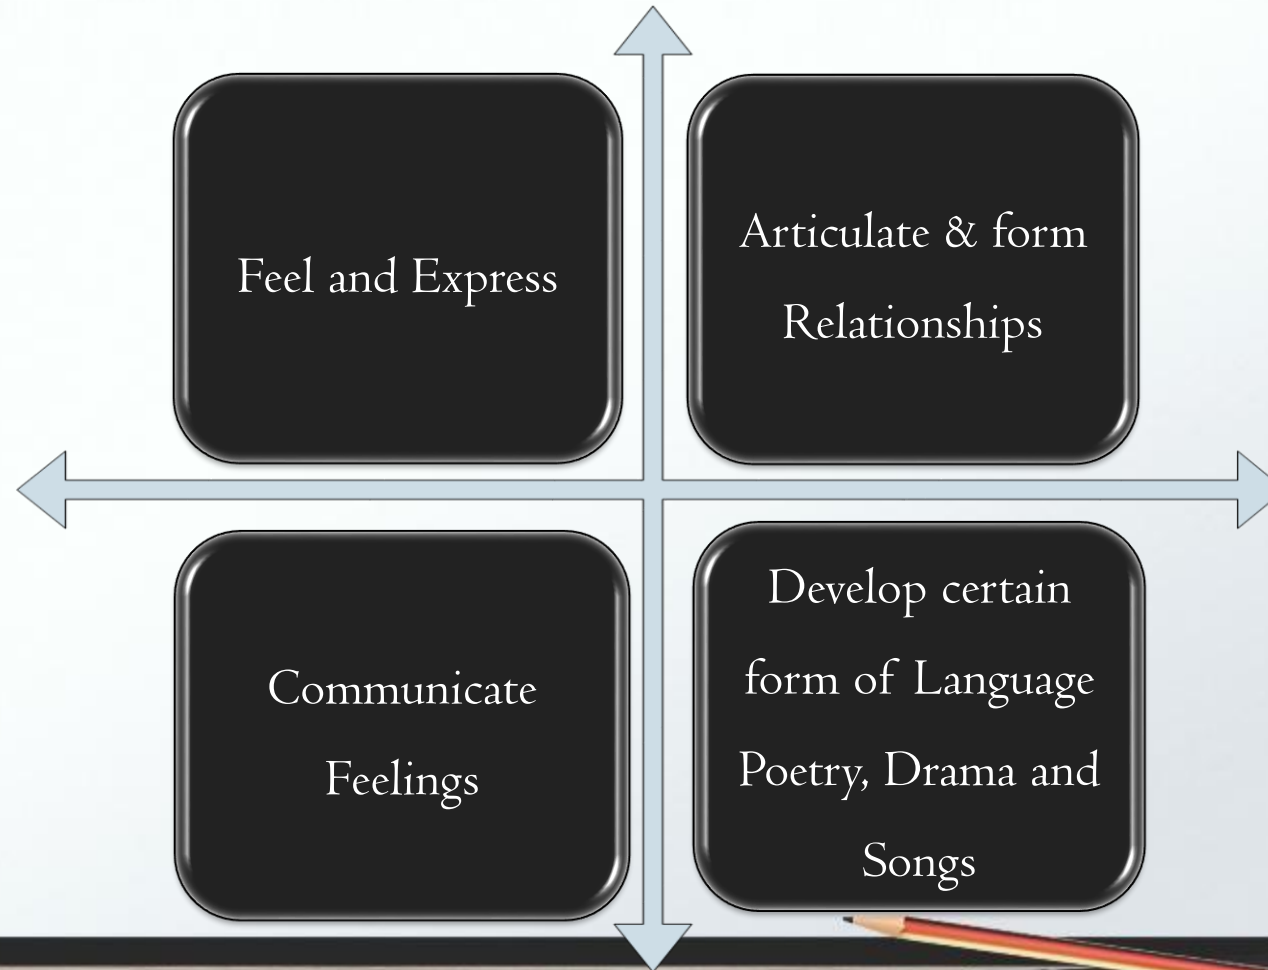 Feel and Express
Articulate & form
Relationships
Communicate
Feelings
Develop certain
form of Language
Poetry, Drama and
Songs